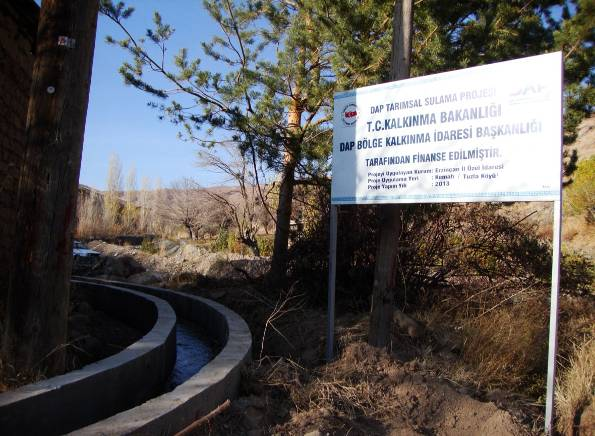 DAP TARIMSAL SULAMA PROJESİ
T.C.KALKINMA BAKANLIĞI
DAP BÖLGE KALKINMA İDARESİ BAŞKANLIĞI
TARAFINDAN FİNANSE EDİLMİŞTİR.
Projeyi Uygulayan Kurum: Erzincan İl Özel İdaresi
Proje Uygulama Yeri : Kemah / Tuzla Köyü
Proje Yapım Yılı : 2013
DAP